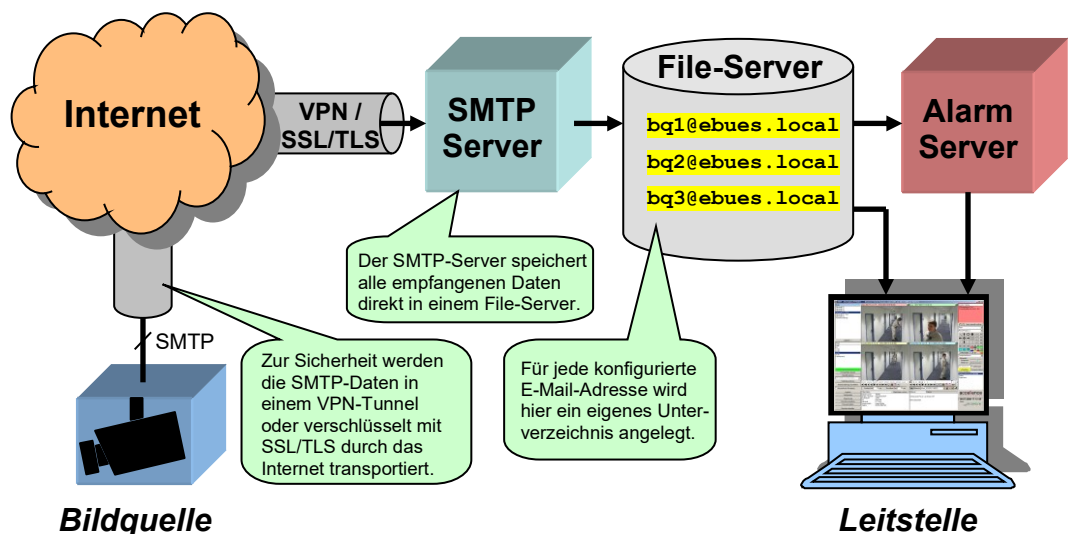 Internet
VPN /
SSL/TLS
SMTP
Server
File-Server
bq1@ebues.local
bq2@ebues.local
bq3@ebues.local
Alarm
Server
Der SMTP-Server speichert
alle empfangenen Daten
direkt in einem File-Server.
SMTP
Zur Sicherheit werden
die SMTP-Daten in
einem VPN-Tunnel
oder verschlüsselt mit
SSL/TLS durch das
Internet transportiert.
Für jede konfigurierte
E-Mail-Adresse wird
hier ein eigenes Unter-
verzeichnis angelegt.
Bildquelle
Leitstelle